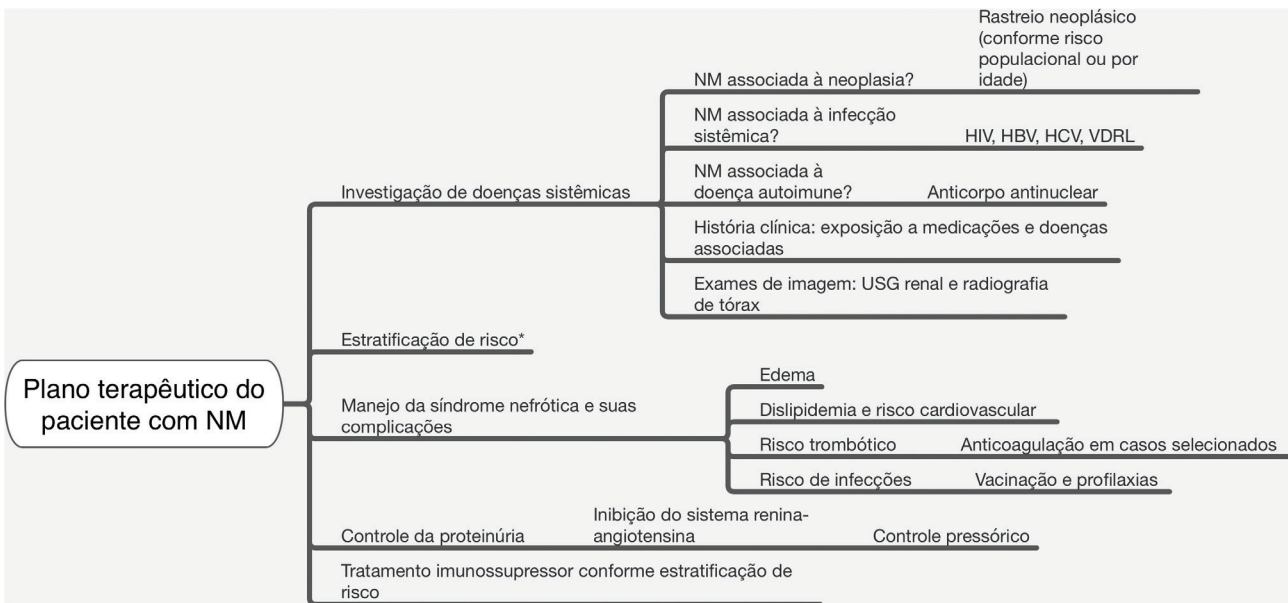 Rastreio neoplásico
(conforme risco
populacional ou por
idade)
NM associada à neoplasia?
NM associada à infecção
sistêmica?
HIV, HBV, HCV, VDRL
NM associada à
doença autoimune?
Anticorpo antinuclear
Investigação de doenças sistêmicas
História clínica: exposição a medicações e doenças
associadas
Exames de imagem: USG renal e radiografia
de tórax
Estratificação de risco*
Plano terapêutico do
paciente com NM
Manejo da síndrome nefrótica e suas
complicações
Edema
Dislipidemia e risco cardiovascular
Risco trombótico
Anticoagulação em casos selecionados
Risco de infecções
Vacinação e profilaxias
Controle da proteinúria
Inibição do sistema renina-
angiotensina
Controle pressórico
Tratamento imunossupressor conforme estratificação de
risco